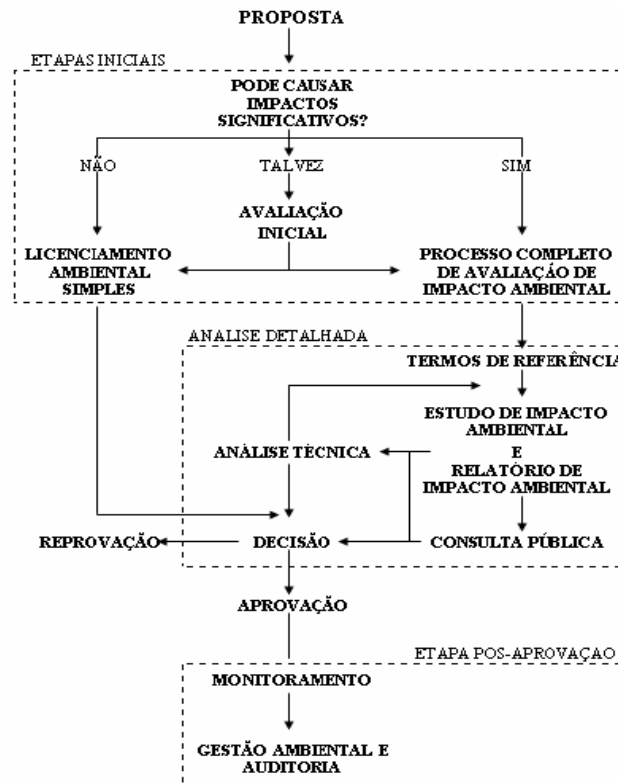 PROPOSTA
ETAPAS INICIAIS
PODE CAUSAR
IMPACTOS
SIGNIFICATIVOS?
NÃO
TALVEZ
SIM
AVALIAÇÃO
INICIAL
LICENCIAMENTO
AMBIENTAL
SIMPLES
PROCESSO COMPLETO
DE AVALIAÇÃO DE
IMPACTO AMBIENTAL
ANALISE DETALHADA
TERMOS DE REFERÊNCIA
ESTUDO DE IMPACTO
AMBIENTAL
E
RELATÓRIO DE
IMPACTO AMBIENTAL
ANÀLISE TÉCNICA
REPROVAÇÃO
DECISÃO
CONSULTA PÚBLICA
APROVAÇÃO
ETAPA POS-APROVAÇAO
MONITORAMENTO
GESTÃO AMBIENTAL E
AUDITORIA